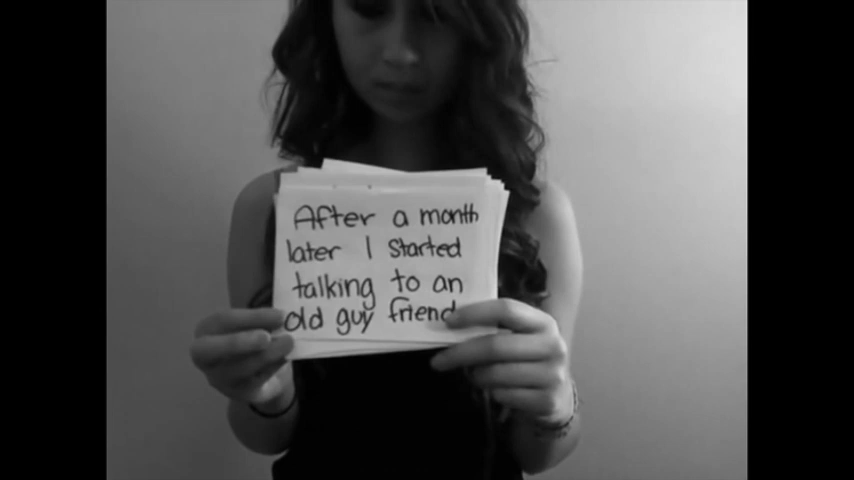 After a month
later I started
talking to an
old guy friend